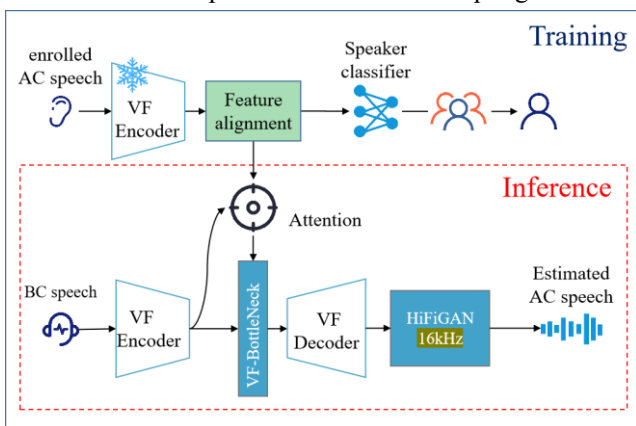 Training
enrolled
AC speech
VF
Encoder
Feature
alignment
Speaker
classifier
Inference
Attention
BC speech
VF
Encoder
VF-BottleNeck
VF
Decoder
HiFiGAN
16kHz
Estimated
AC speech